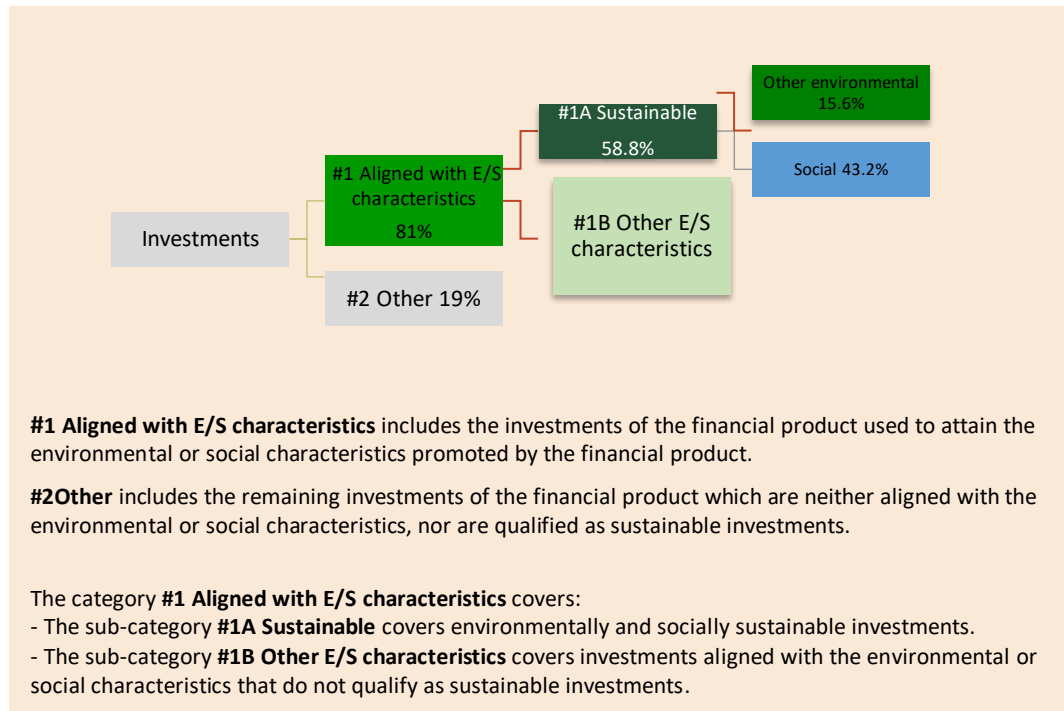 Investments
#1 Aligned with E/S
characteristics
81%
#2 Other 19%
#1A Sustainable
58.8%
#1B Other E/S
characteristics
Other environmental
15.6%
Social 43.2%
#1 Aligned with E/S characteristics includes the investments of the financial product used to attain the
environmental or social characteristics promoted by the financial product.
#2Other includes the remaining investments of the financial product which are neither aligned with the
environmental or social characteristics, nor are qualified as sustainable investments.
The category #1 Aligned with E/S characteristics covers:
- The sub-category #1A Sustainable covers environmentally and socially sustainable investments.
- The sub-category #1B Other E/S characteristics covers investments aligned with the environmental or
social characteristics that do not qualify as sustainable investments.